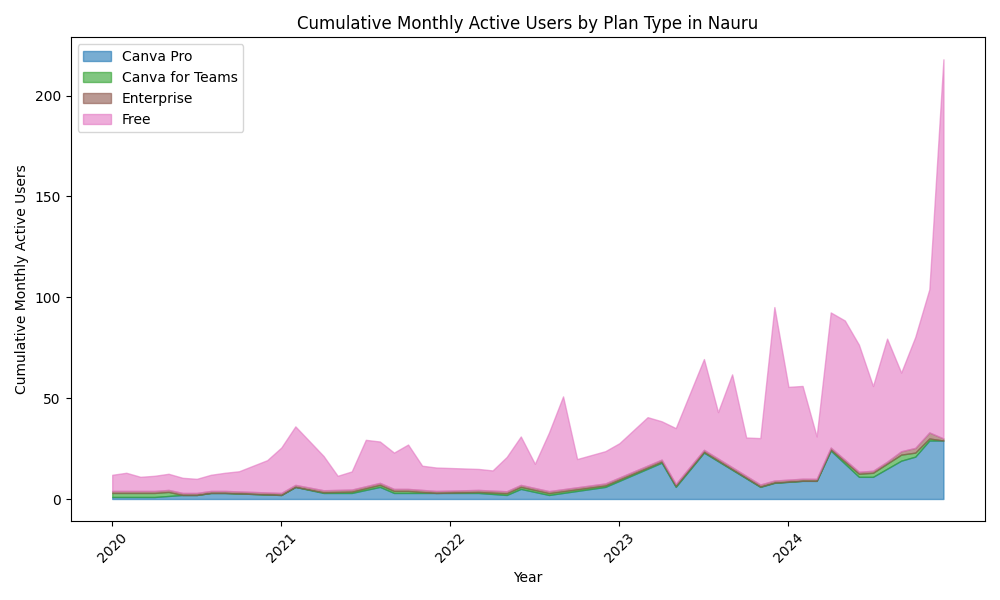 Cumulative Monthly Active Users by Plan Type in Nauru
Canva Pro
Canva for Teams
Enterprise
Free
Cumulative Monthly Active Users
200
150
100
50
0
2020
2021
2022
2023
2024
Year